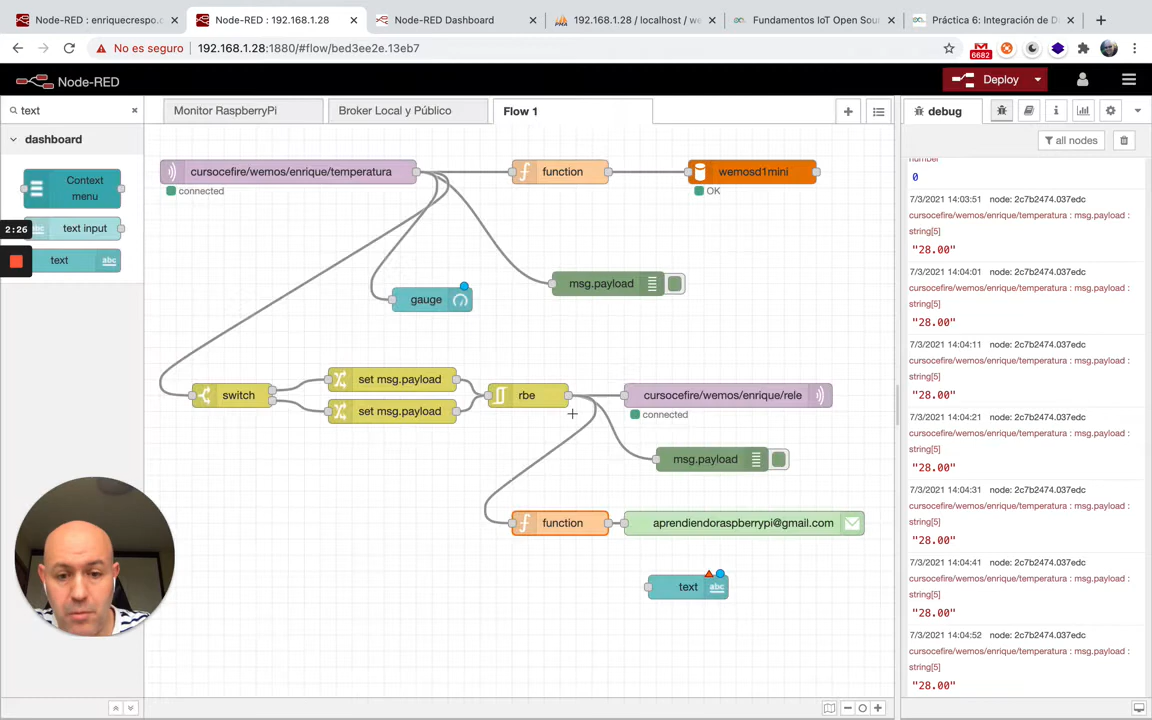 Node-RED : enriquecrespo.c
Node-RED : 192.168.1.28
Node-RED Dashboard
192.168.1.28 / localhost / we
Fundamentos IoT Open Sou
Práctica 6: Integración de D
No es seguro
192.168.1.28:1880/#flow/bed3ee2e.13eb7
6682
Node-RED
Deploy
text
Monitor RaspberryPi
Broker Local y Público
Flow 1
debug
dashboard
all nodes
Context
menu
text input
text
2:26
cursocefire/wemos/enrique/temperatura
connected
function
wemosd1mini
OK
gauge
msg.payload
switch
set msg.payload
set msg.payload
rbe
cursocefire/wemos/enrique/rele
connected
msg.payload
function
aprendiendoraspberrypi@gmail.com
text
abc
number
0
7/3/2021 14:03:51 node: 2c7b2474.037edc
cursocefire/wemos/enrique/temperatura : msg.payload :
string[5]
"28.00"
7/3/2021 14:04:01 node: 2c7b2474.037edc
cursocefire/wemos/enrique/temperatura : msg.payload :
string[5]
"28.00"
7/3/2021 14:04:11 node: 2c7b2474.037edc
cursocefire/wemos/enrique/temperatura : msg.payload :
string[5]
"28.00"
7/3/2021 14:04:21 node: 2c7b2474.037edc
cursocefire/wemos/enrique/temperatura : msg.payload :
string[5]
"28.00"
7/3/2021 14:04:31 node: 2c7b2474.037edc
cursocefire/wemos/enrique/temperatura : msg.payload :
string[5]
"28.00"
7/3/2021 14:04:41 node: 2c7b2474.037edc
cursocefire/wemos/enrique/temperatura : msg.payload :
string[5]
"28.00"
7/3/2021 14:04:52 node: 2c7b2474.037edc
cursocefire/wemos/enrique/temperatura : msg.payload :
string[5]
"28.00"